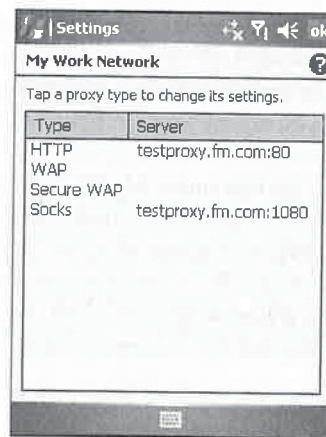 Settings
ok
My Work Network
?
Tap a proxy type to change its settings.
Type Server
HTTP testproxy.fm.com:80
WAP
Secure WAP
Socks testproxy.fm.com:1080